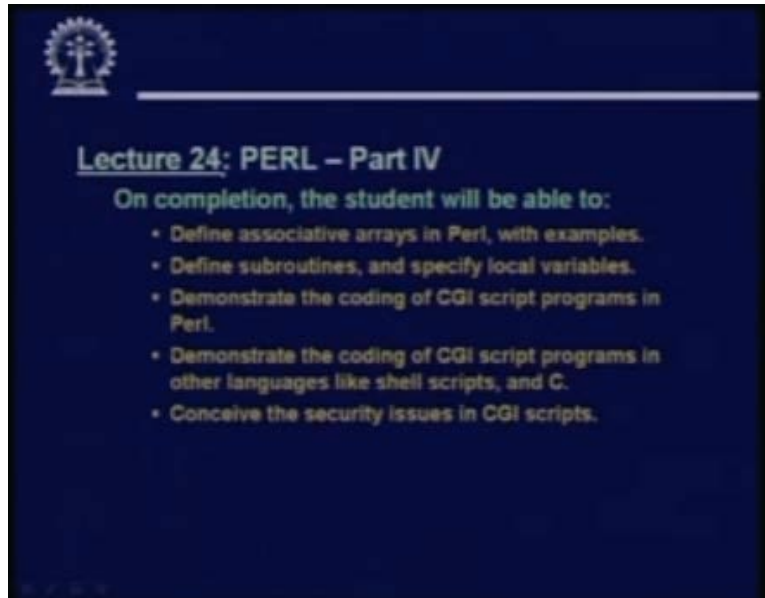 Lecture 24: PERL – Part IV
On completion, the student will be able to:
• Define associative arrays in Perl, with examples.
• Define subroutines, and specify local variables.
• Demonstrate the coding of CGI script programs in
Perl.
• Demonstrate the coding of CGI script programs in
other languages like shell scripts, and C.
• Conceive the security issues in CGI scripts.